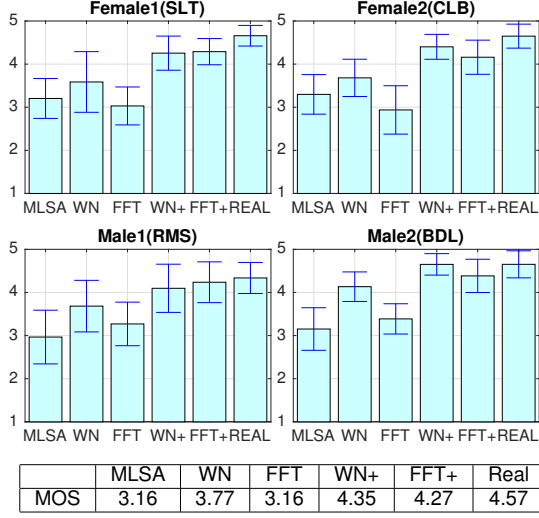 Female1(SLT)
Female2(CLB)
5
4
3
2
1
MLSA WN FFT WN+ FFT+ REAL
5
4
3
2
1
MLSA WN FFT WN+ FFT+ REAL
Male1(RMS)
Male2(BDL)
5
4
3
2
1
MLSA WN FFT WN+ FFT+ REAL
5
4
3
2
1
MLSA WN FFT WN+ FFT+ REAL
MLSA WN FFT WN+ FFT+ Real
MOS 3.16 3.77 3.16 4.35 4.27 4.57